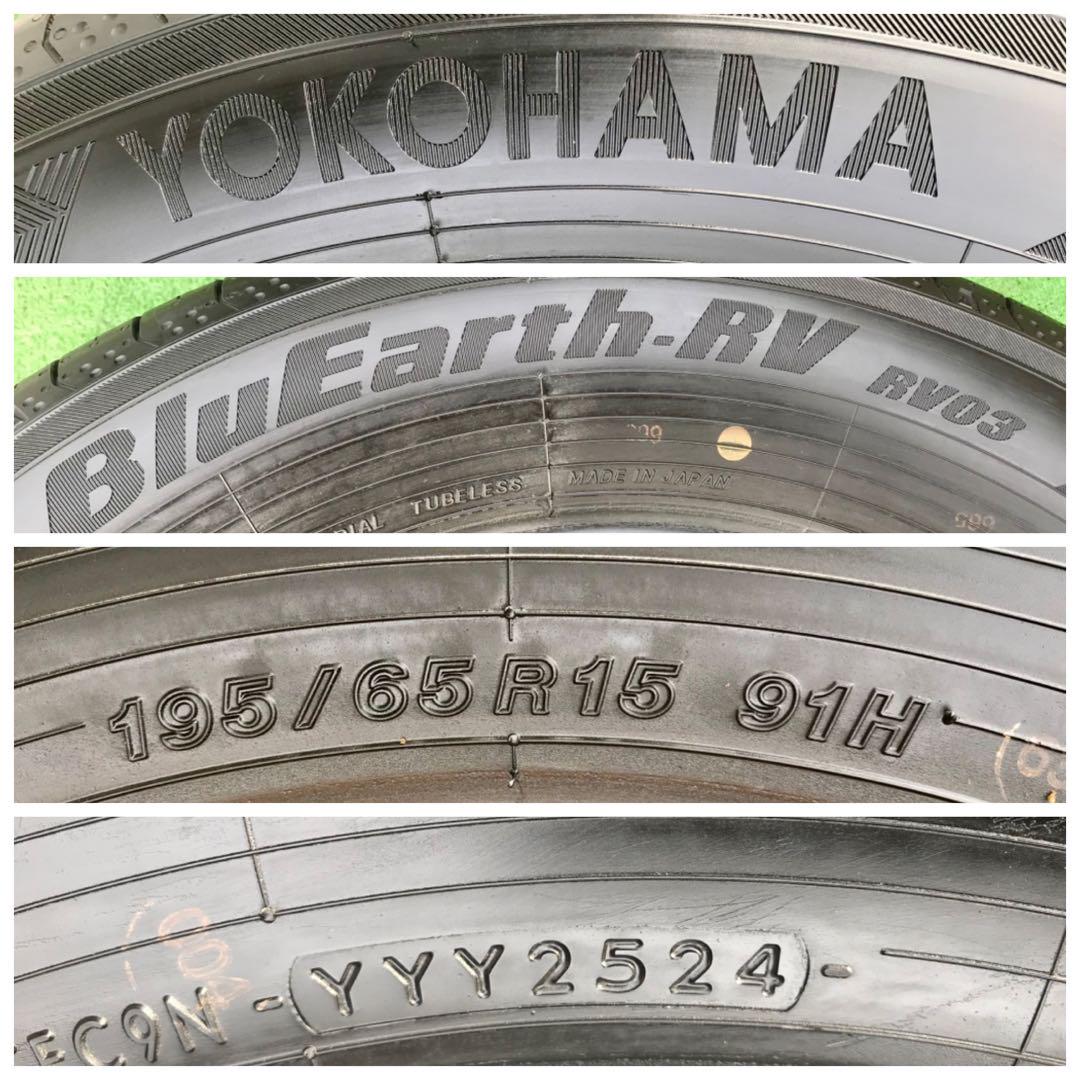 YOKOHAMA
BluEarth-RV RV03
TUBELESS MADE IN JAPAN
195/65R15 91H
EC9N - YYY2524 -